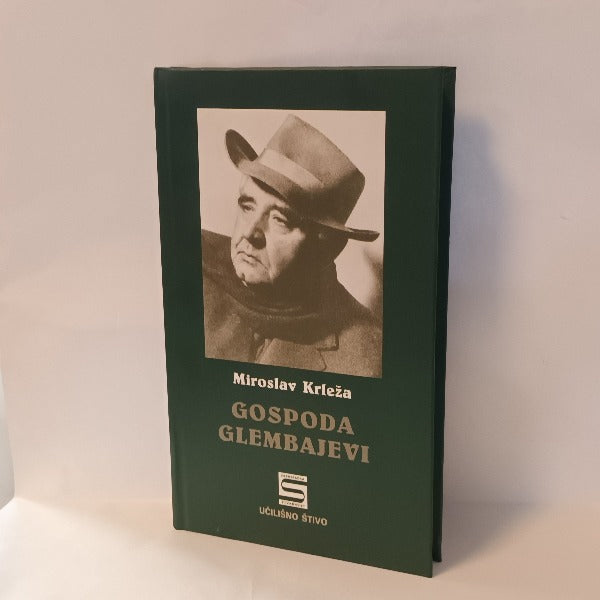 Miroslav Krleža
GOSPODA
GLEMBAJEVI
S
UČILIŠNO ŠTIVO